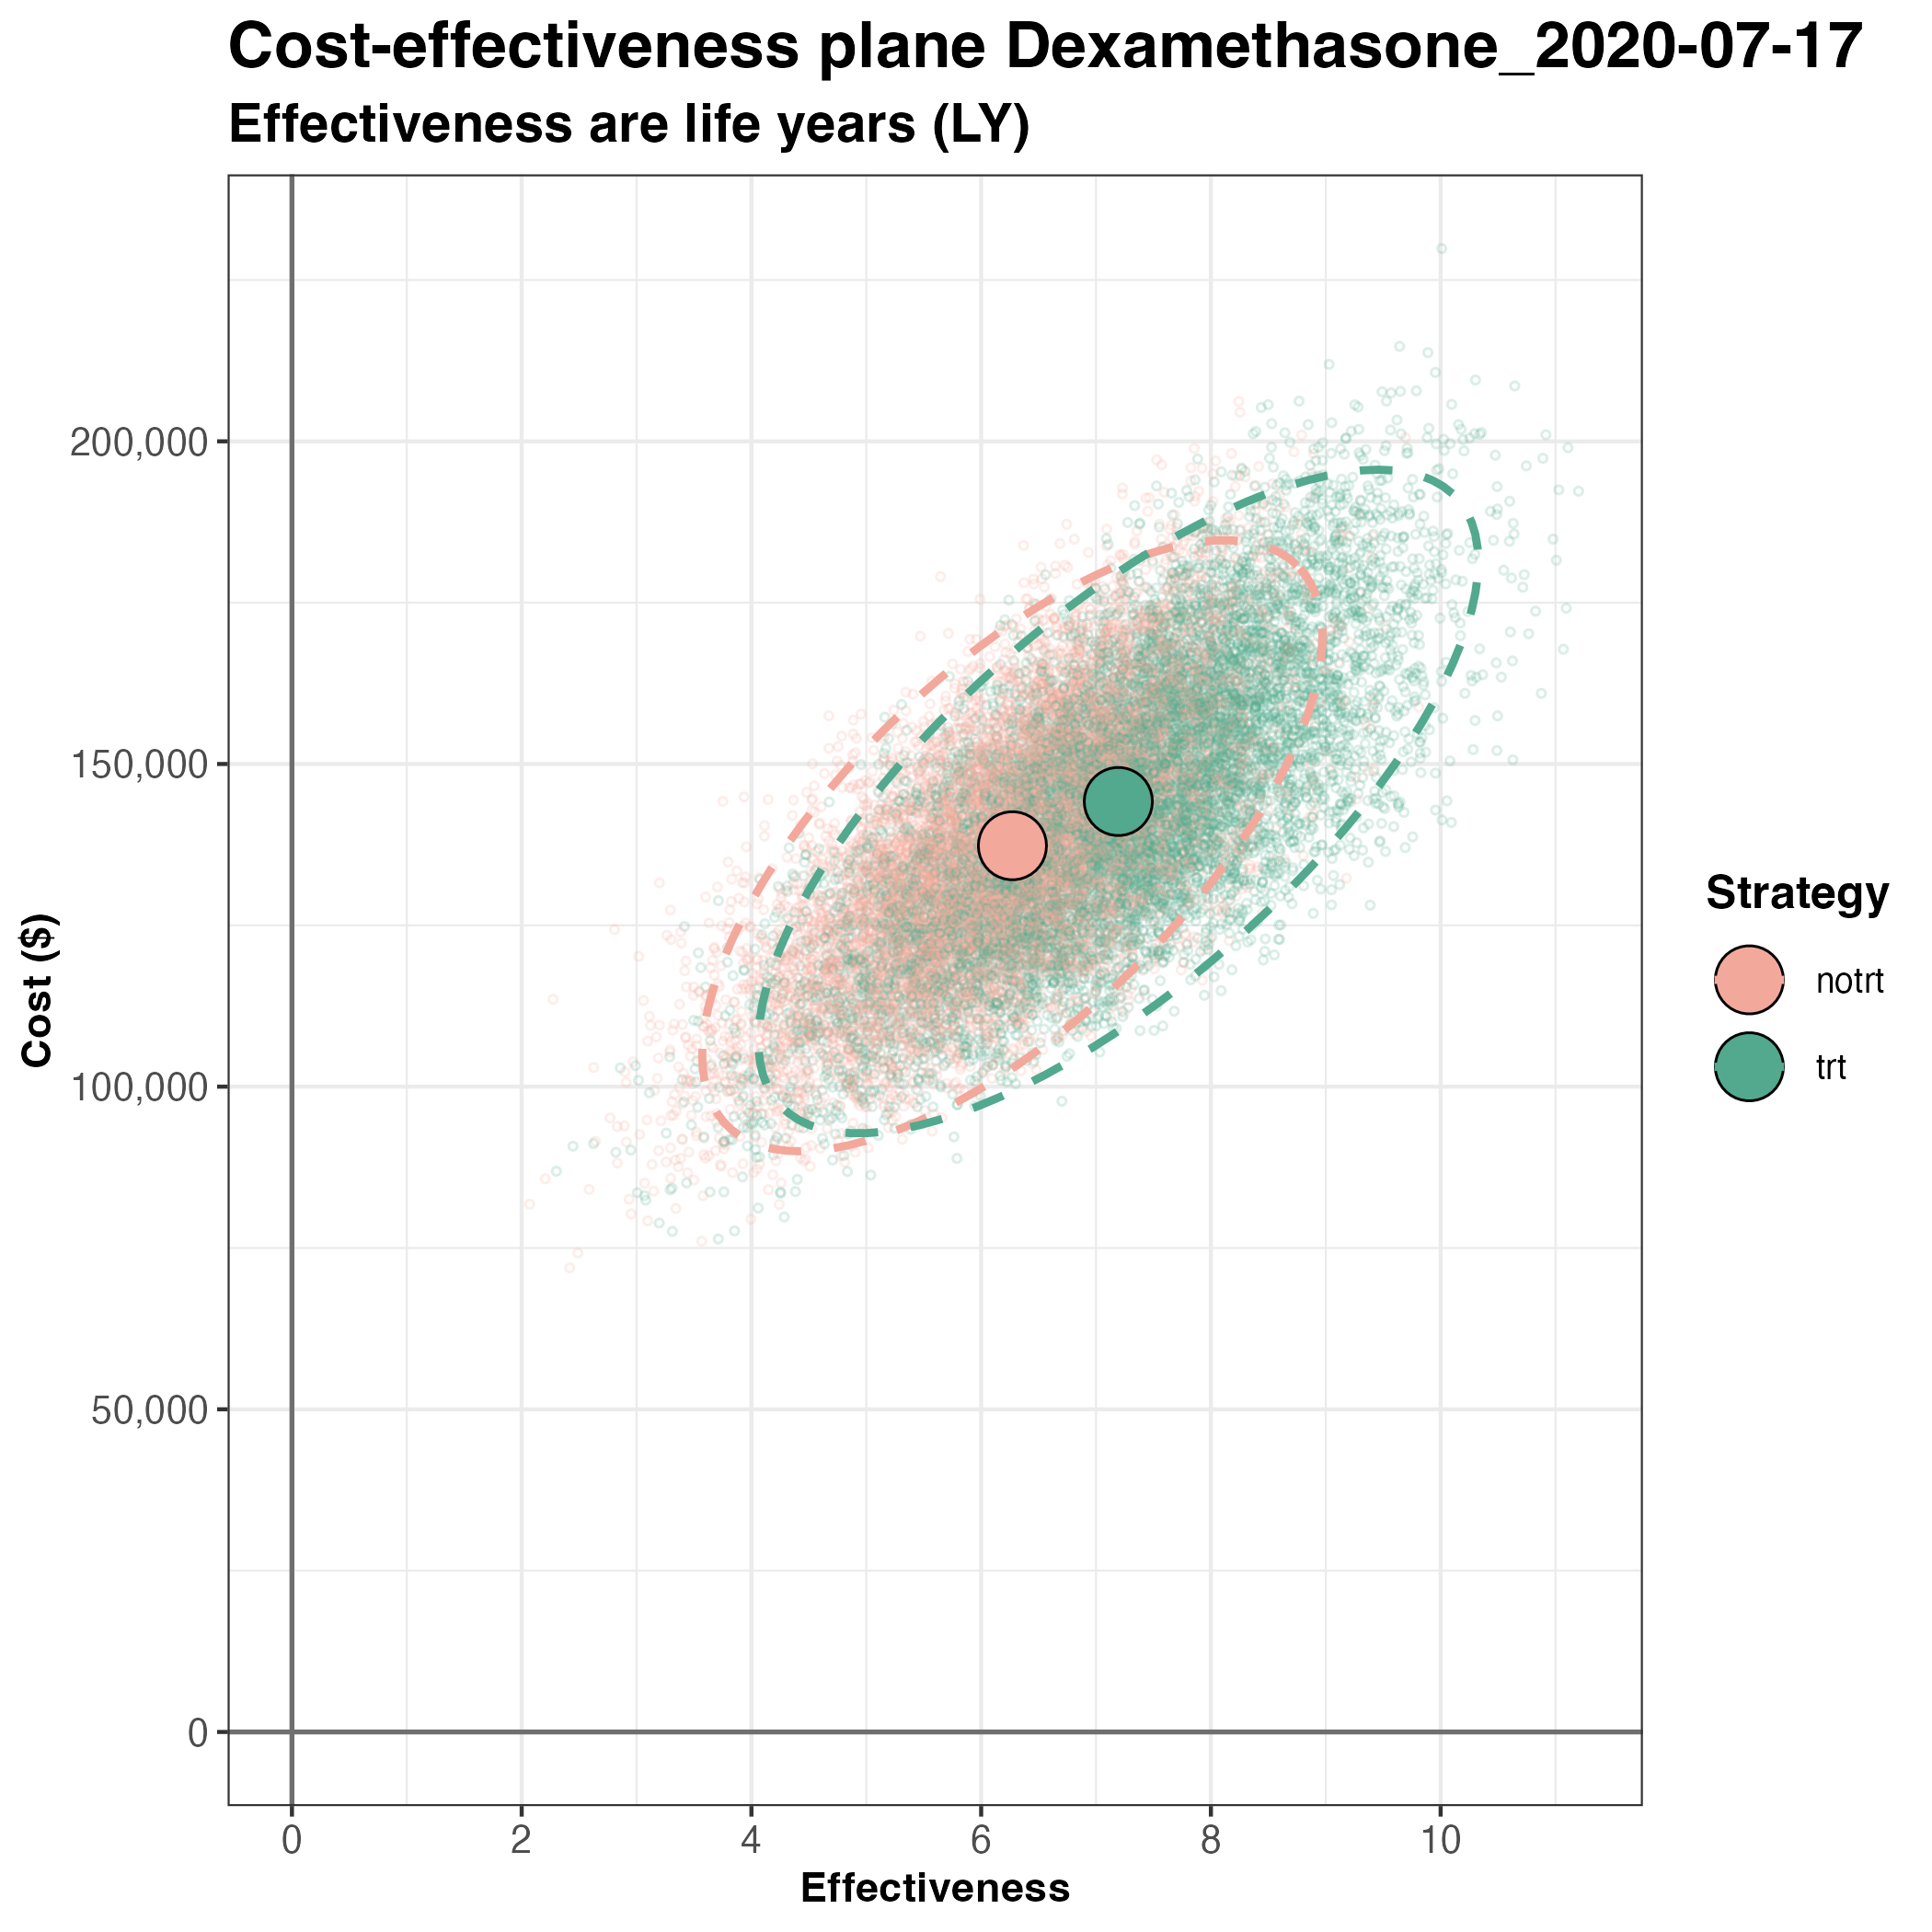 Cost-effectiveness plane Dexamethasone_2020-07-17
Effectiveness are life years (LY)
Cost ($)
200,000
150,000
100,000
50,000
0
0 2 4 6 8 10
Effectiveness
Strategy
notrt
trt